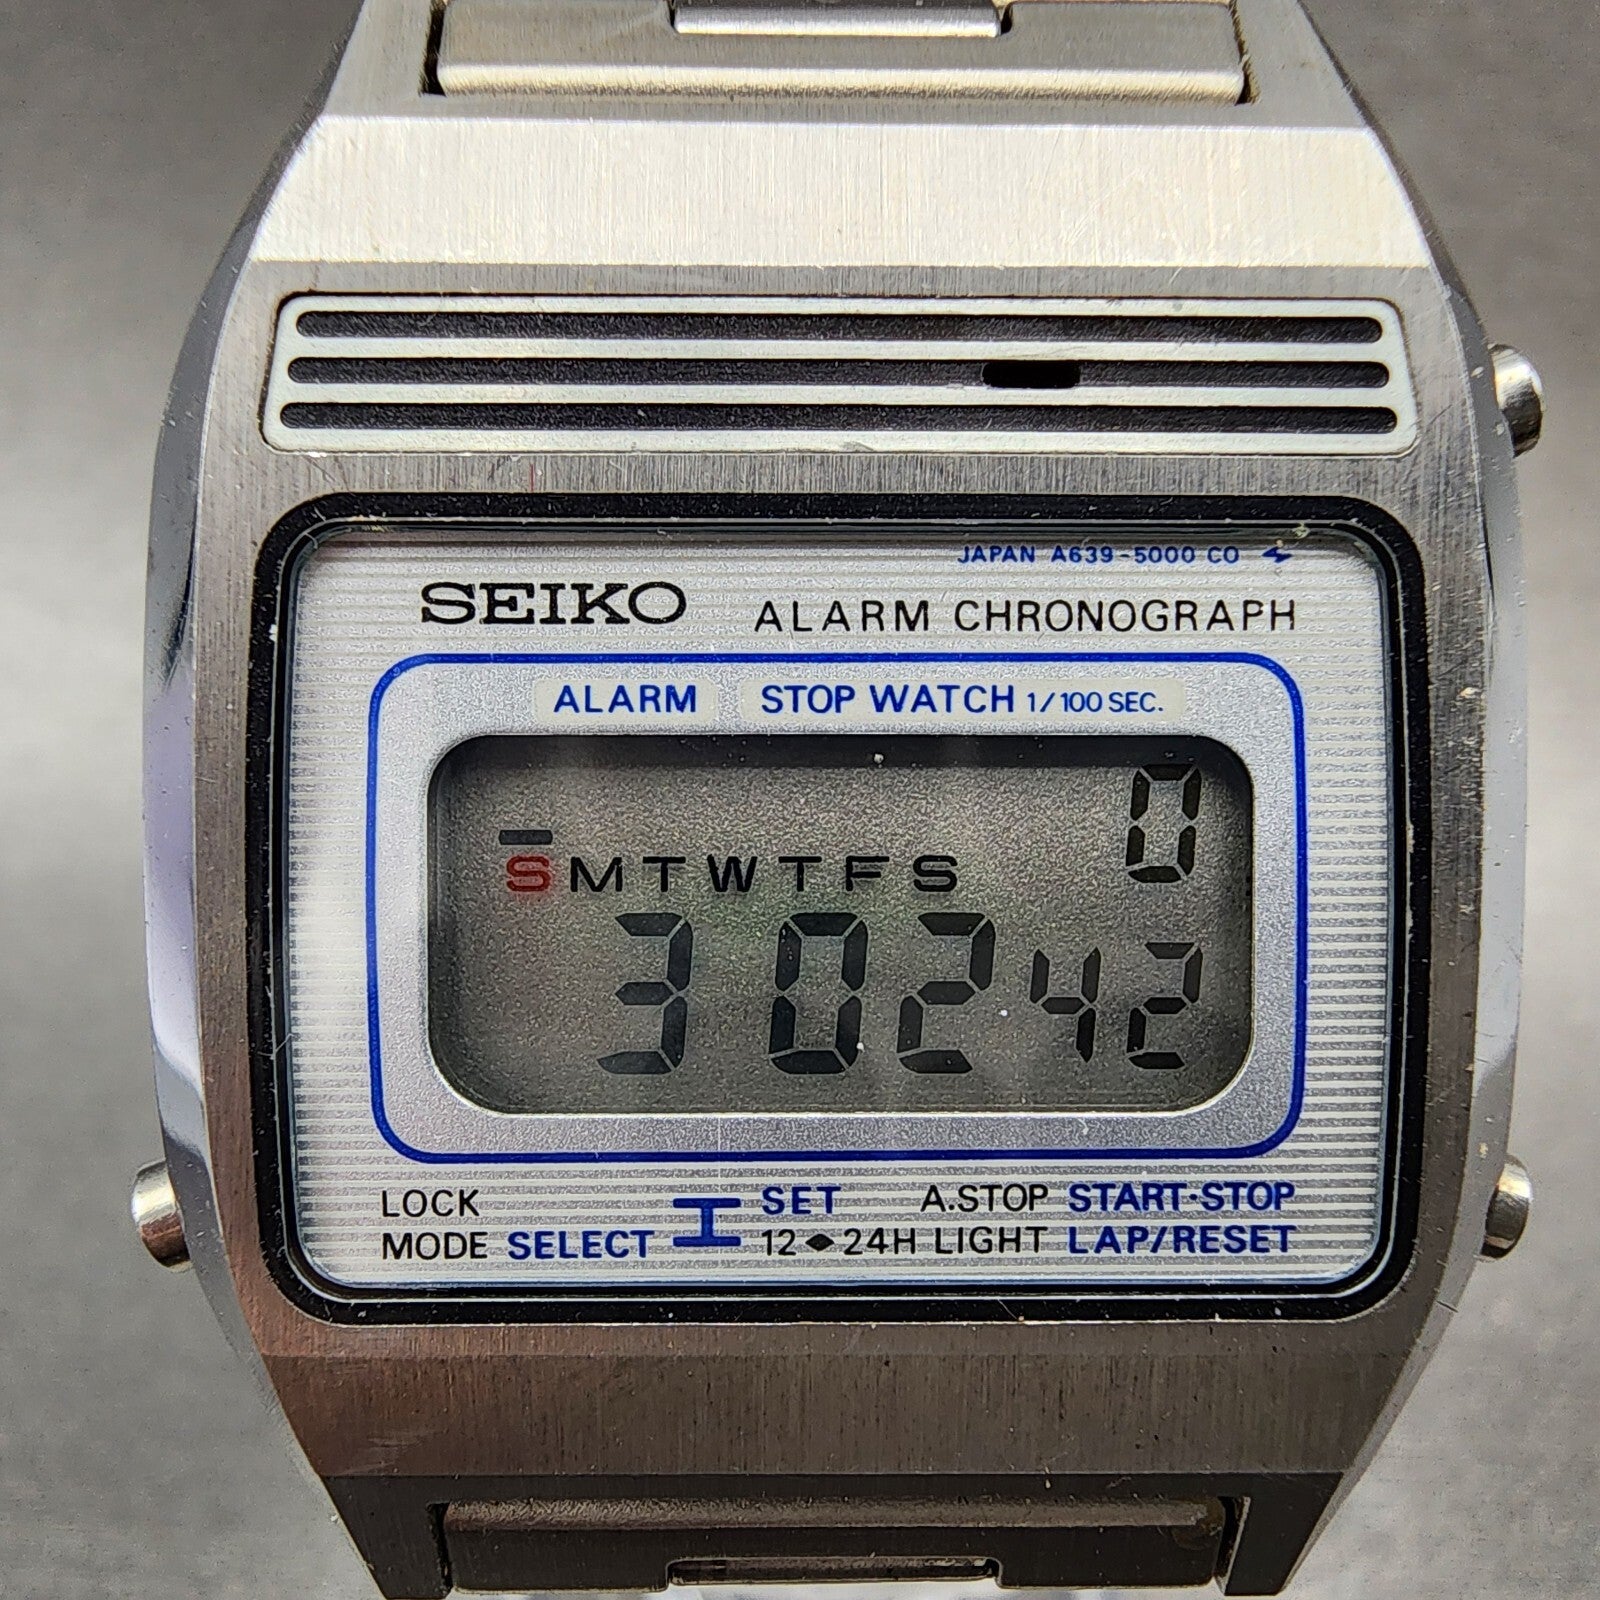 JAPAN A639-5000 CO
SEIKO ALARM CHRONOGRAPH
ALARM STOP WATCH 1/100 SEC.
0
S M T W T F S
3 02 42
LOCK SET A.STOP START·STOP
MODE SELECT 12◆24H LIGHT LAP/RESET